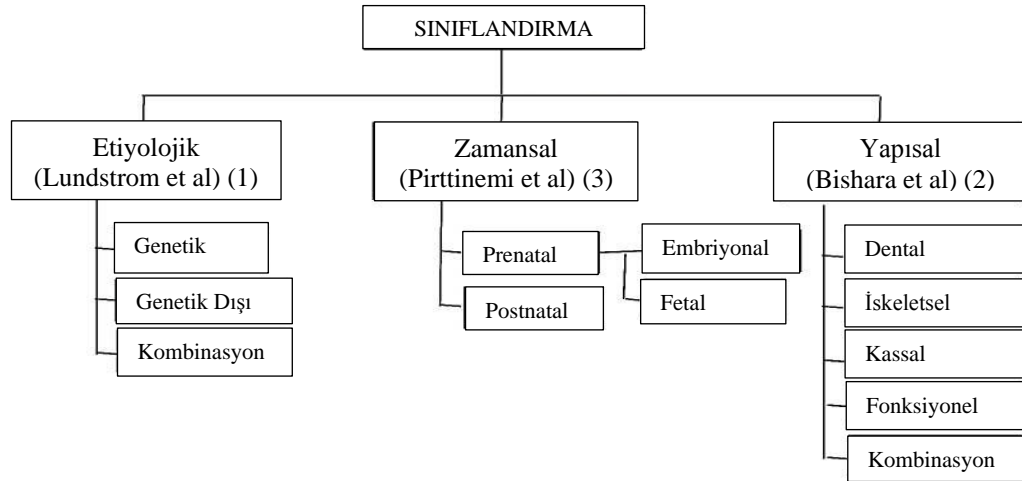 SINIFLANDIRMA
Etiyolojik
(Lundstrom et al) (1)
Genetik
Genetik Dışı
Kombinasyon
Zamansal
(Pirttinemi et al) (3)
Prenatal
Embriyonal
Fetal
Postnatal
Yapısal
(Bishara et al) (2)
Dental
İskeletsel
Kassal
Fonksiyonel
Kombinasyon